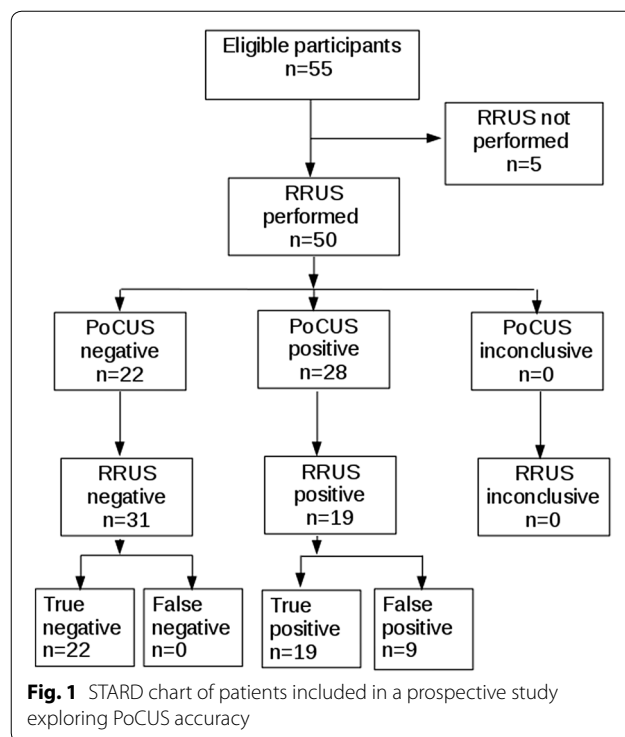 Eligible participants
n=55
RRUS not
performed
n=5
RRUS
performed
n=50
PoCUS
negative
n=22
PoCUS
positive
n=28
PoCUS
inconclusive
n=0
RRUS
negative
n=31
RRUS
positive
n=19
RRUS
inconclusive
n=0
True
negative
n=22
False
negative
n=0
True
positive
n=19
False
positive
n=9
Fig. 1 STARD chart of patients included in a prospective study
exploring PoCUS accuracy